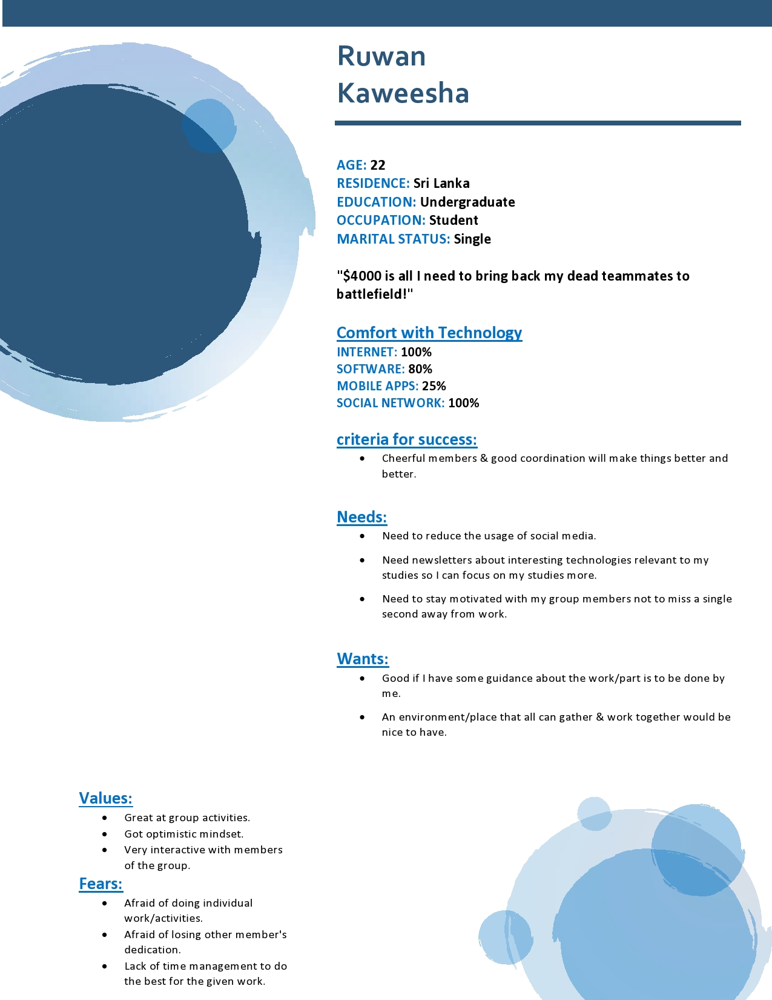 Ruwan
Kaweesha
AGE: 22
RESIDENCE: Sri Lanka
EDUCATION: Undergraduate
OCCUPATION: Student
MARITAL STATUS: Single
"$4000 is all I need to bring back my dead teammates to
battlefield!"
Comfort with Technology
INTERNET: 100%
SOFTWARE: 80%
MOBILE APPS: 25%
SOCIAL NETWORK: 100%
criteria for success:
• Cheerful members & good coordination will make things better and
better.
Needs:
• Need to reduce the usage of social media.
• Need newsletters about interesting technologies relevant to my
studies so I can focus on my studies more.
• Need to stay motivated with my group members not to miss a single
second away from work.
Wants:
• Good if I have some guidance about the work/part is to be done by
me.
• An environment/place that all can gather & work together would be
nice to have.
Values:
• Great at group activities.
• Got optimistic mindset.
• Very interactive with members
of the group.
Fears:
• Afraid of doing individual
work/activities.
• Afraid of losing other member's
dedication.
• Lack of time management to do
the best for the given work.